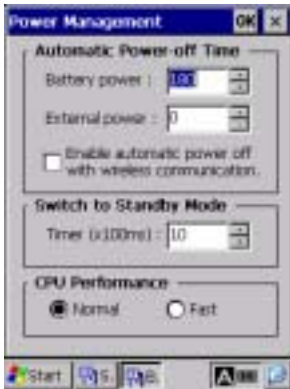 Power Management OK ×
Automatic Power-off Time
Battery power : 180
External power : 0
Enable automatic power off
with wireless communication.
Switch to Standby Mode
Timer (x100ms) : 10
CPU Performance
Normal Fast
Start A